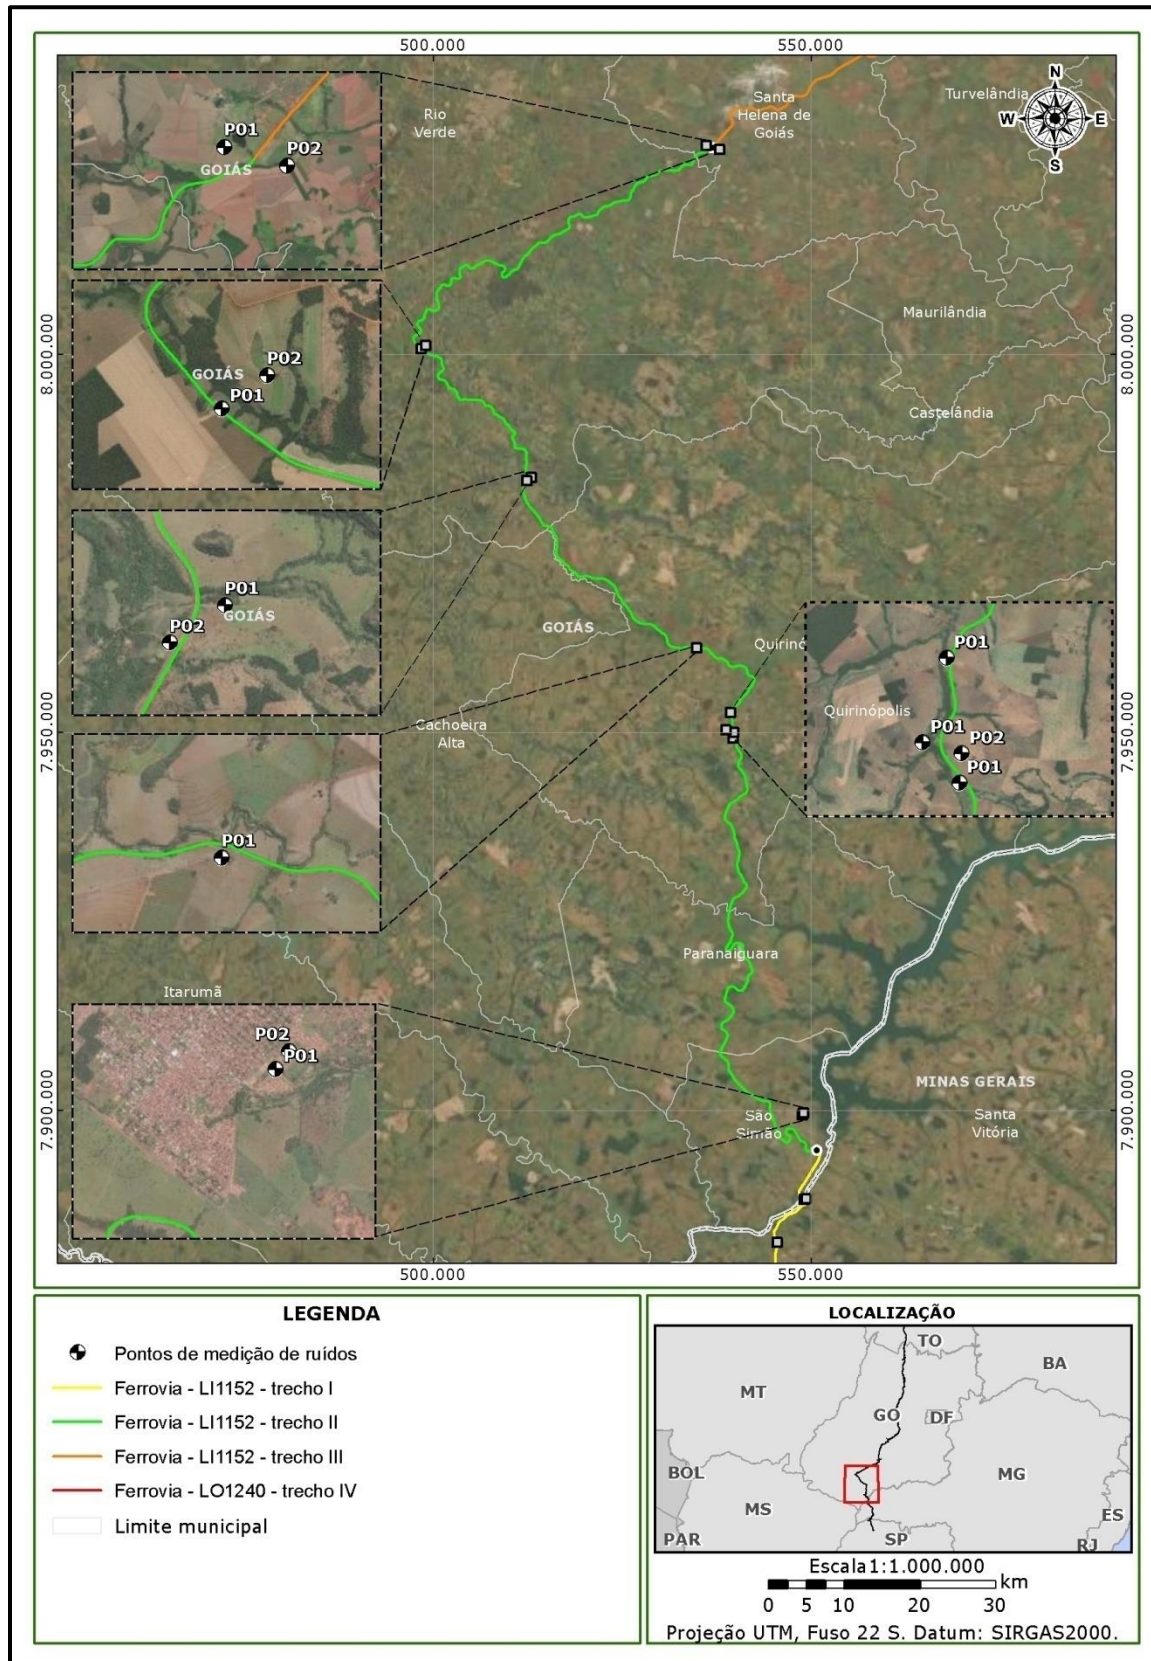 500.000
550.000
N
W
E
S
Rio
Verde
Santa
Helena de
Goiás
Turvelândia
P01
P02
GOIÁS
P02
GOIÁS
P01
8.000.000
8.000.000
Maurilândia
Castelândia
P01
GOIÁS
P02
GOIÁS
Quirinó
P01
Quirinópolis
P01
P02
P01
Cachoeira
Alta
7.950.000
7.950.000
P01
Paranaiguara
Itarumã
P02
P01
MINAS GERAIS
São
Simão
Santa
Vitória
7.900.000
7.900.000
500.000
550.000
LEGENDA
Pontos de medição de ruídos
Ferrovia - LI1152 - trecho I
Ferrovia - LI1152 - trecho II
Ferrovia - LI1152 - trecho III
Ferrovia - LO1240 - trecho IV
Limite municipal
LOCALIZAÇÃO
TO
BA
MT
GO
DF
BOL
MG
MS
ES
PAR
SP
RJ
Escala1:1.000.000
km
0 5 10 20 30
Projeção UTM, Fuso 22 S. Datum: SIRGAS2000.